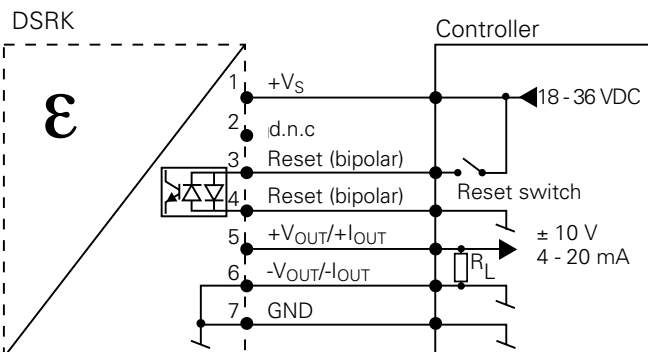 DSRK
Controller
ε
1 +VS
18 - 36 VDC
2 d.n.c
3 Reset (bipolar)
Reset switch
4 Reset (bipolar)
5 +VOUT/+IOUT
± 10 V
4 - 20 mA
RL
6 -VOUT/-IOUT
7 GND